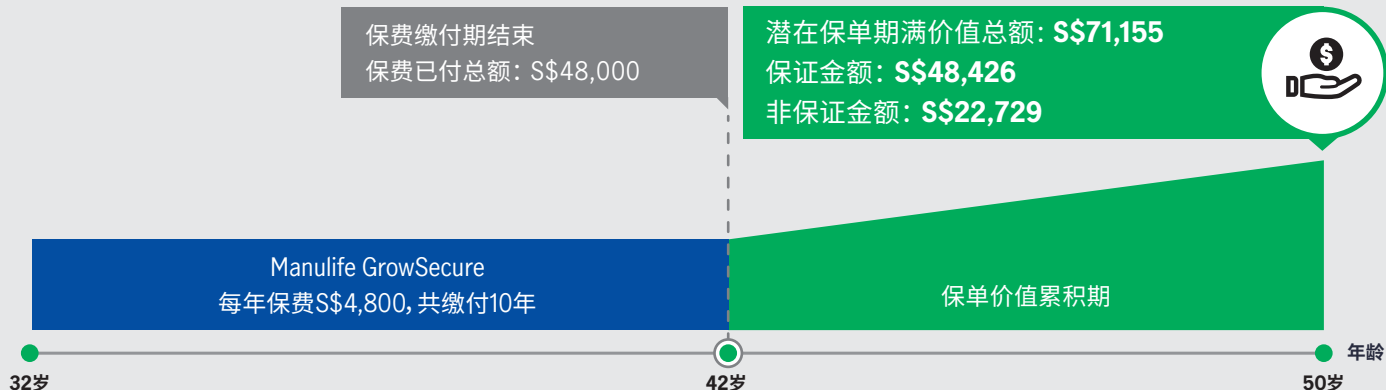 保费缴付期结束
保费已付总额：S$48,000
潜在保单期满价值总额：S$71,155
保证金额：S$48,426
非保证金额：S$22,729
$
Manulife GrowSecure
每年保费S$4,800，共缴付10年
保单价值累积期
年龄
32岁
42岁
50岁